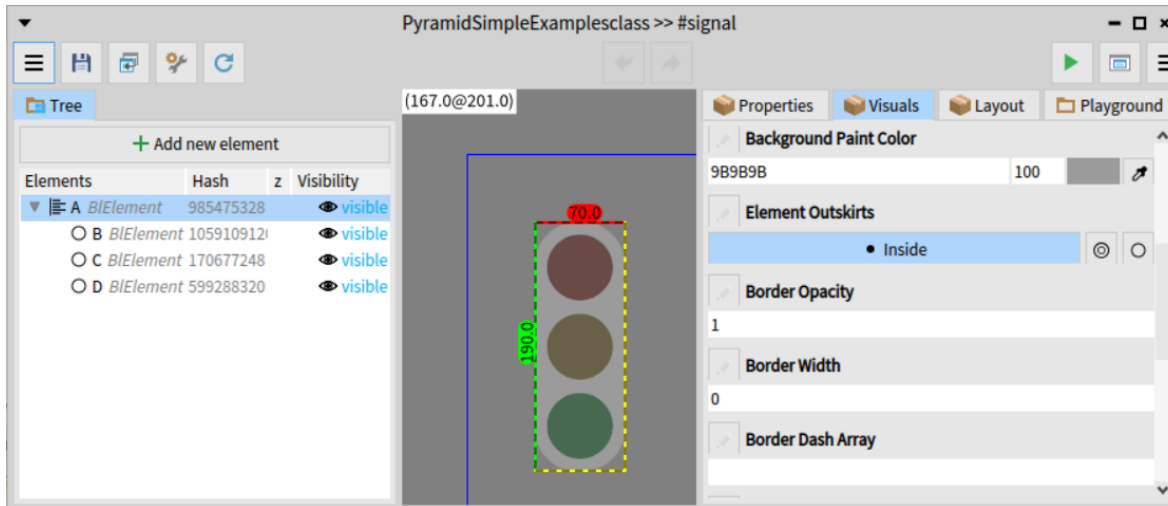 PyramidSimpleExamplesclass >> #signal
Tree
+ Add new element
Elements Hash z Visibility
A BlElement 985475328 visible
B BlElement 1059109120 visible
C BlElement 170677248 visible
D BlElement 599288320 visible
(167.0@201.0)
70.0
190.0
Properties Visuals Layout Playground
Background Paint Color
9B9B9B 100
Element Outskirts
• Inside
Border Opacity
1
Border Width
0
Border Dash Array